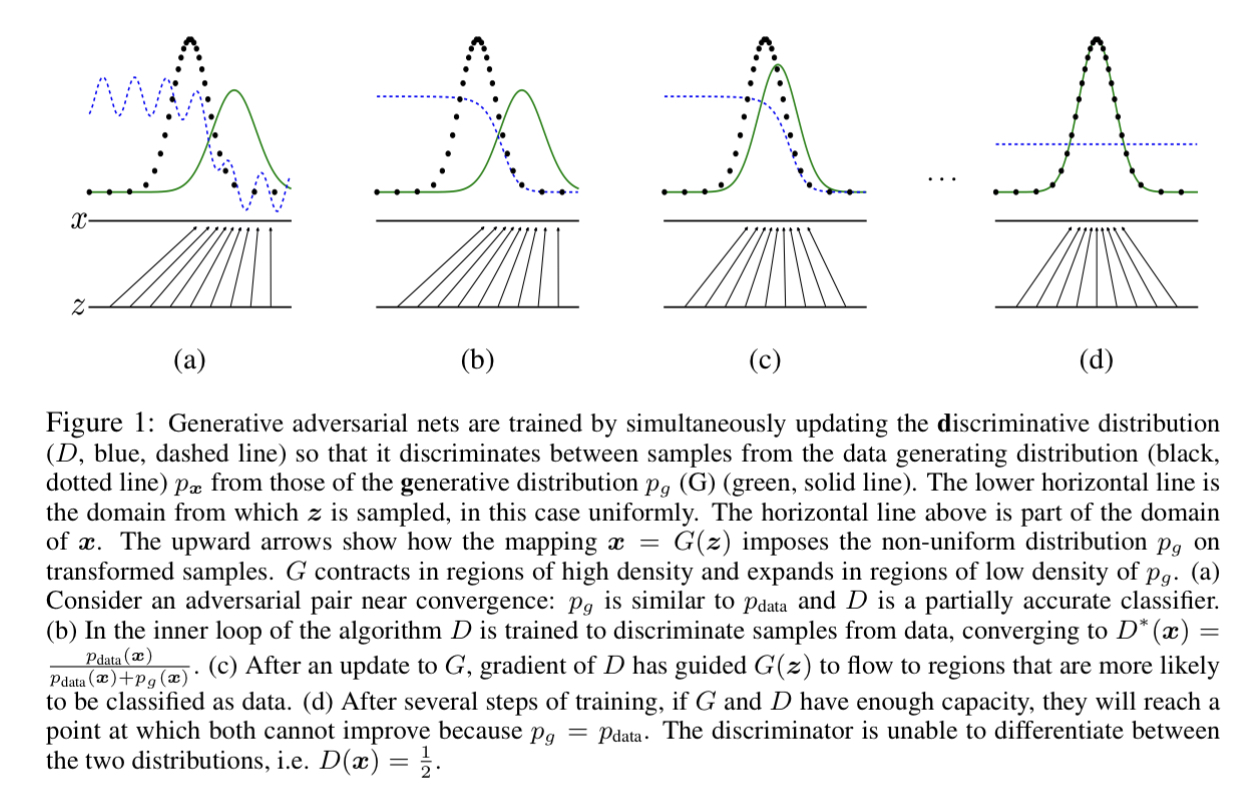 x
z
...
(a) (b) (c) (d)
Figure 1: Generative adversarial nets are trained by simultaneously updating the discriminative distribution
(D, blue, dashed line) so that it discriminates between samples from the data generating distribution (black,
dotted line) pₓ from those of the generative distribution p_g (G) (green, solid line). The lower horizontal line is
the domain from which z is sampled, in this case uniformly. The horizontal line above is part of the domain
of x. The upward arrows show how the mapping x = G(z) imposes the non-uniform distribution p_g on
transformed samples. G contracts in regions of high density and expands in regions of low density of p_g. (a)
Consider an adversarial pair near convergence: p_g is similar to p_data and D is a partially accurate classifier.
(b) In the inner loop of the algorithm D is trained to discriminate samples from data, converging to D*(x) =
p_data(x) / (p_data(x)+p_g(x)). (c) After an update to G, gradient of D has guided G(z) to flow to regions that are more likely
to be classified as data. (d) After several steps of training, if G and D have enough capacity, they will reach a
point at which both cannot improve because p_g = p_data. The discriminator is unable to differentiate between
the two distributions, i.e. D(x) = 1/2.